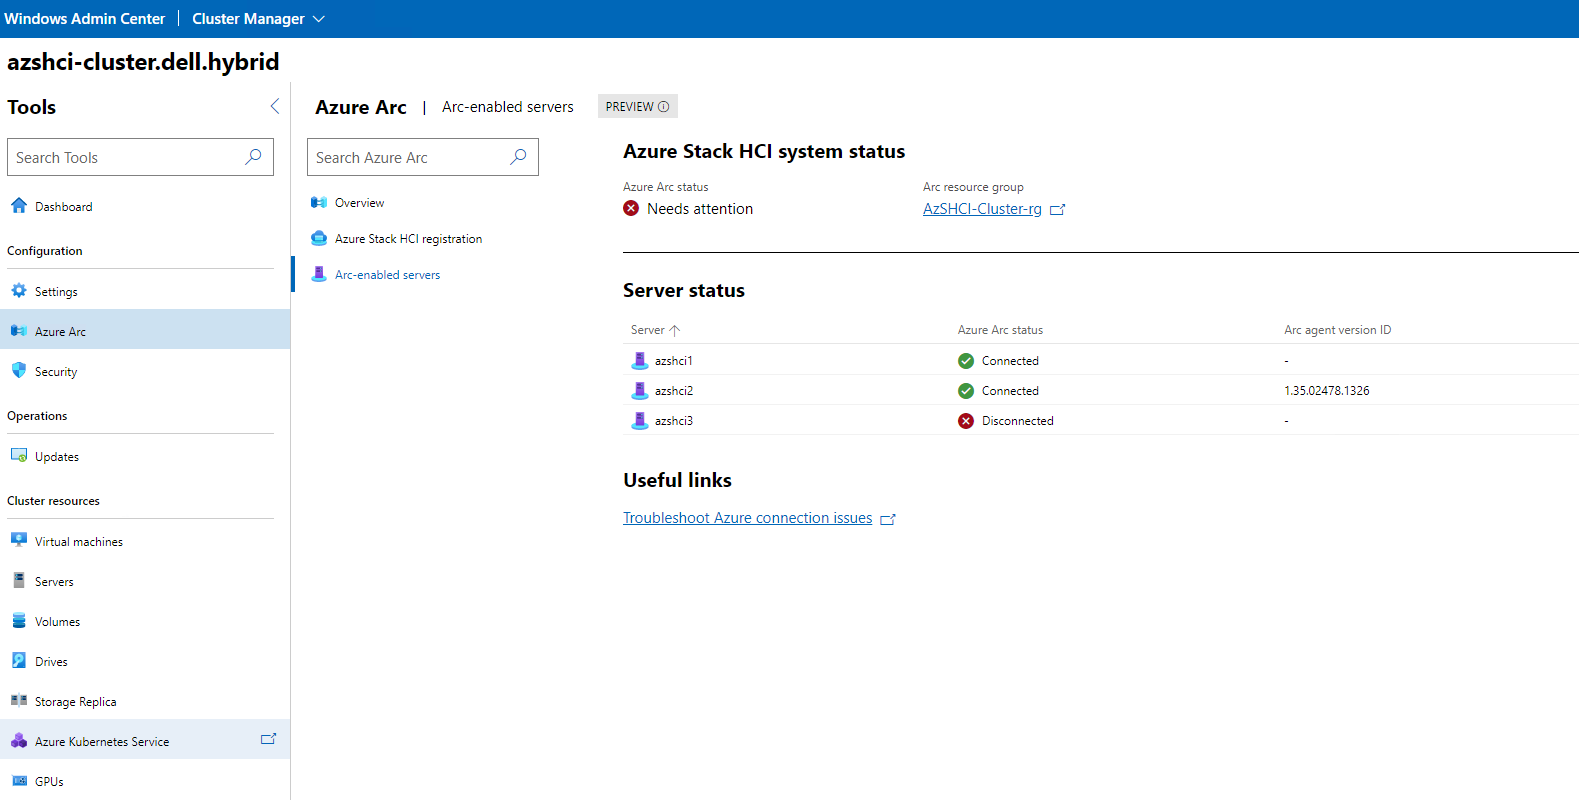 Windows Admin Center | Cluster Manager
azshci-cluster.dell.hybrid
Tools
Search Tools
Dashboard
Configuration
Settings
Azure Arc
Security
Operations
Updates
Cluster resources
Virtual machines
Servers
Volumes
Drives
Storage Replica
Azure Kubernetes Service
GPUs
Azure Arc | Arc-enabled servers PREVIEW
Search Azure Arc
Overview
Azure Stack HCI registration
Arc-enabled servers
Azure Stack HCI system status
Azure Arc status Arc resource group
Needs attention AzSHCI-Cluster-rg
Server status
Server Azure Arc status Arc agent version ID
azshci1 Connected -
azshci2 Connected 1.35.02478.1326
azshci3 Disconnected -
Useful links
Troubleshoot Azure connection issues